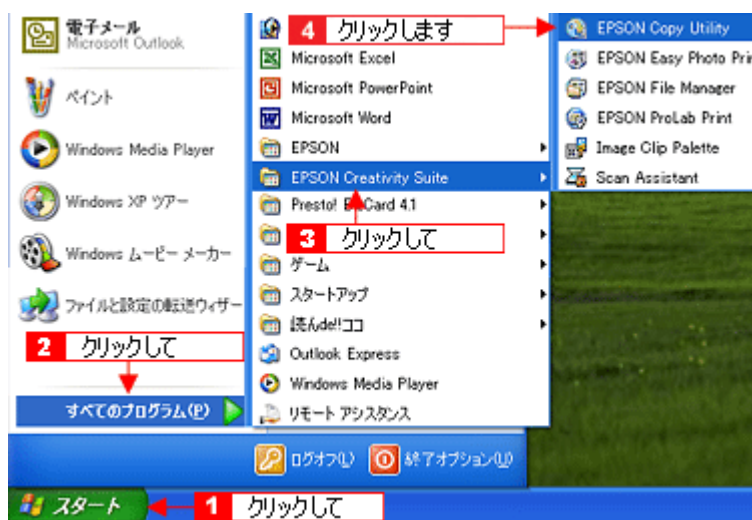 電子メール
Microsoft Outlook
ペイント
Windows Media Player
Windows XP ツアー
Windows ムービー メーカー
ファイルと設定の転送ウィザー
2 クリックして
すべてのプログラム(P)
4 クリックします
Microsoft Excel
Microsoft PowerPoint
Microsoft Word
EPSON
EPSON Creativity Suite
Presto! BizCard 4.1
3 クリックして
ゲーム
スタートアップ
読んde!!ココ
Outlook Express
Windows Media Player
リモート アシスタンス
EPSON Copy Utility
EPSON Easy Photo Prin
EPSON File Manager
EPSON ProLab Print
Image Clip Palette
Scan Assistant
ログオフ(L)
終了オプション(U)
スタート
1 クリックして